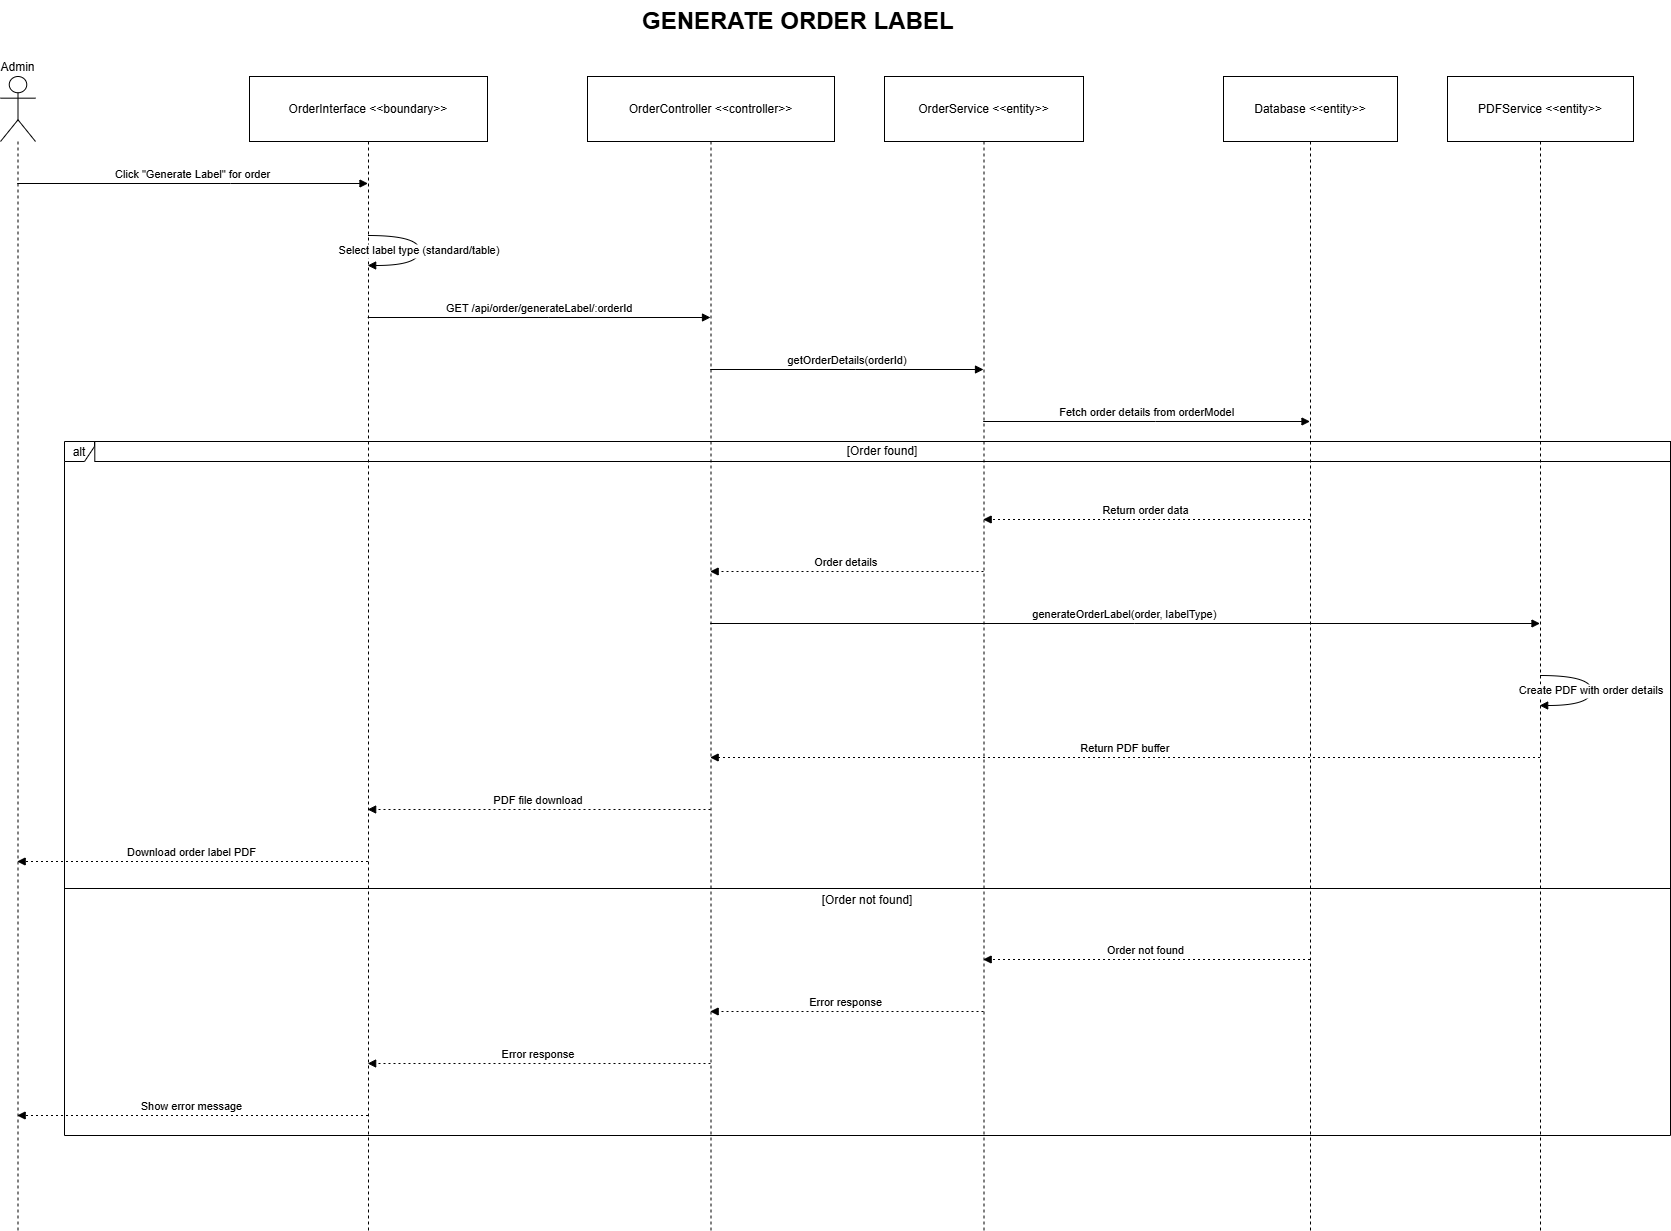 GENERATE ORDER LABEL
Admin
OrderInterface <<boundary>>
OrderController <<controller>>
OrderService <<entity>>
Database <<entity>>
PDFService <<entity>>
Click "Generate Label" for order
Select label type (standard/table)
GET /api/order/generateLabel/:orderId
getOrderDetails(orderId)
Fetch order details from orderModel
alt
[Order found]
Return order data
Order details
generateOrderLabel(order, labelType)
Create PDF with order details
Return PDF buffer
PDF file download
Download order label PDF
[Order not found]
Order not found
Error response
Error response
Show error message